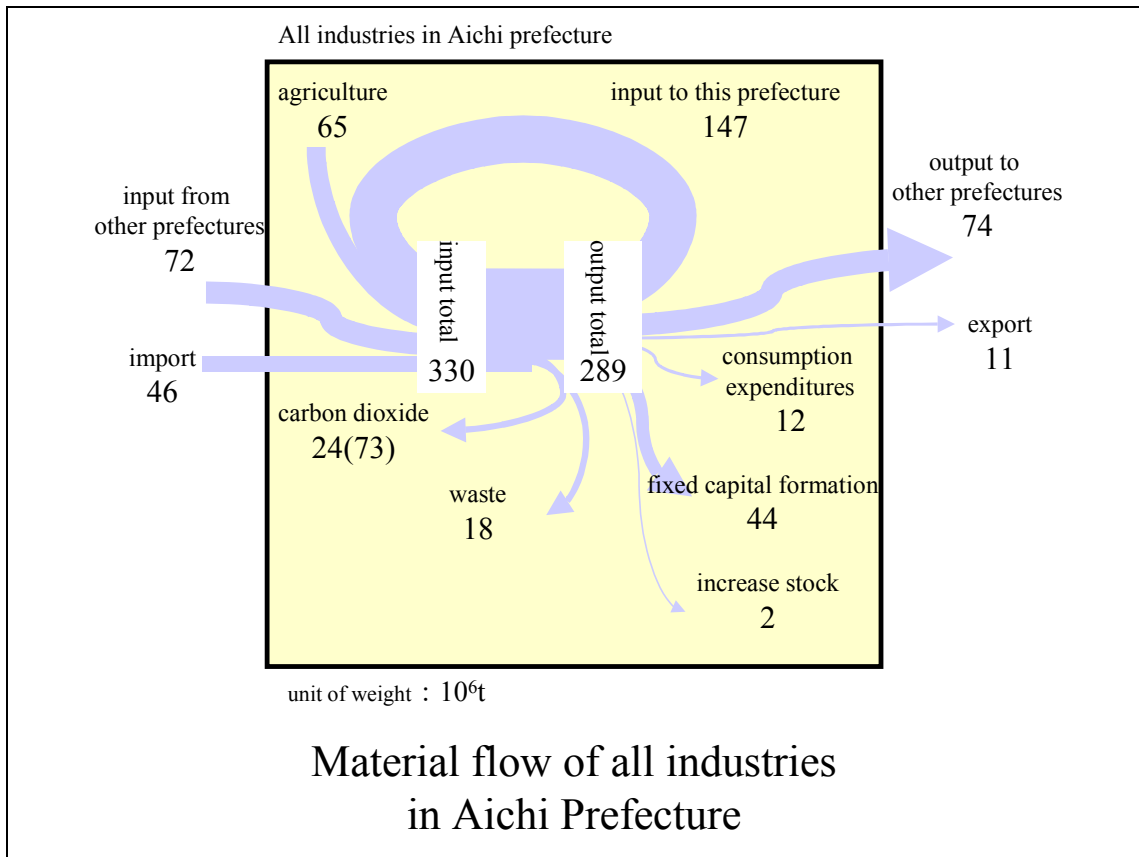 All industries in Aichi prefecture
agriculture
65
input to this prefecture
147
input from
other prefectures
72
output to
other prefectures
74
import
46
input total
330
output total
289
export
11
consumption
expenditures
12
carbon dioxide
24(73)
waste
18
fixed capital formation
44
increase stock
2
unit of weight：10⁶t
Material flow of all industries
in Aichi Prefecture